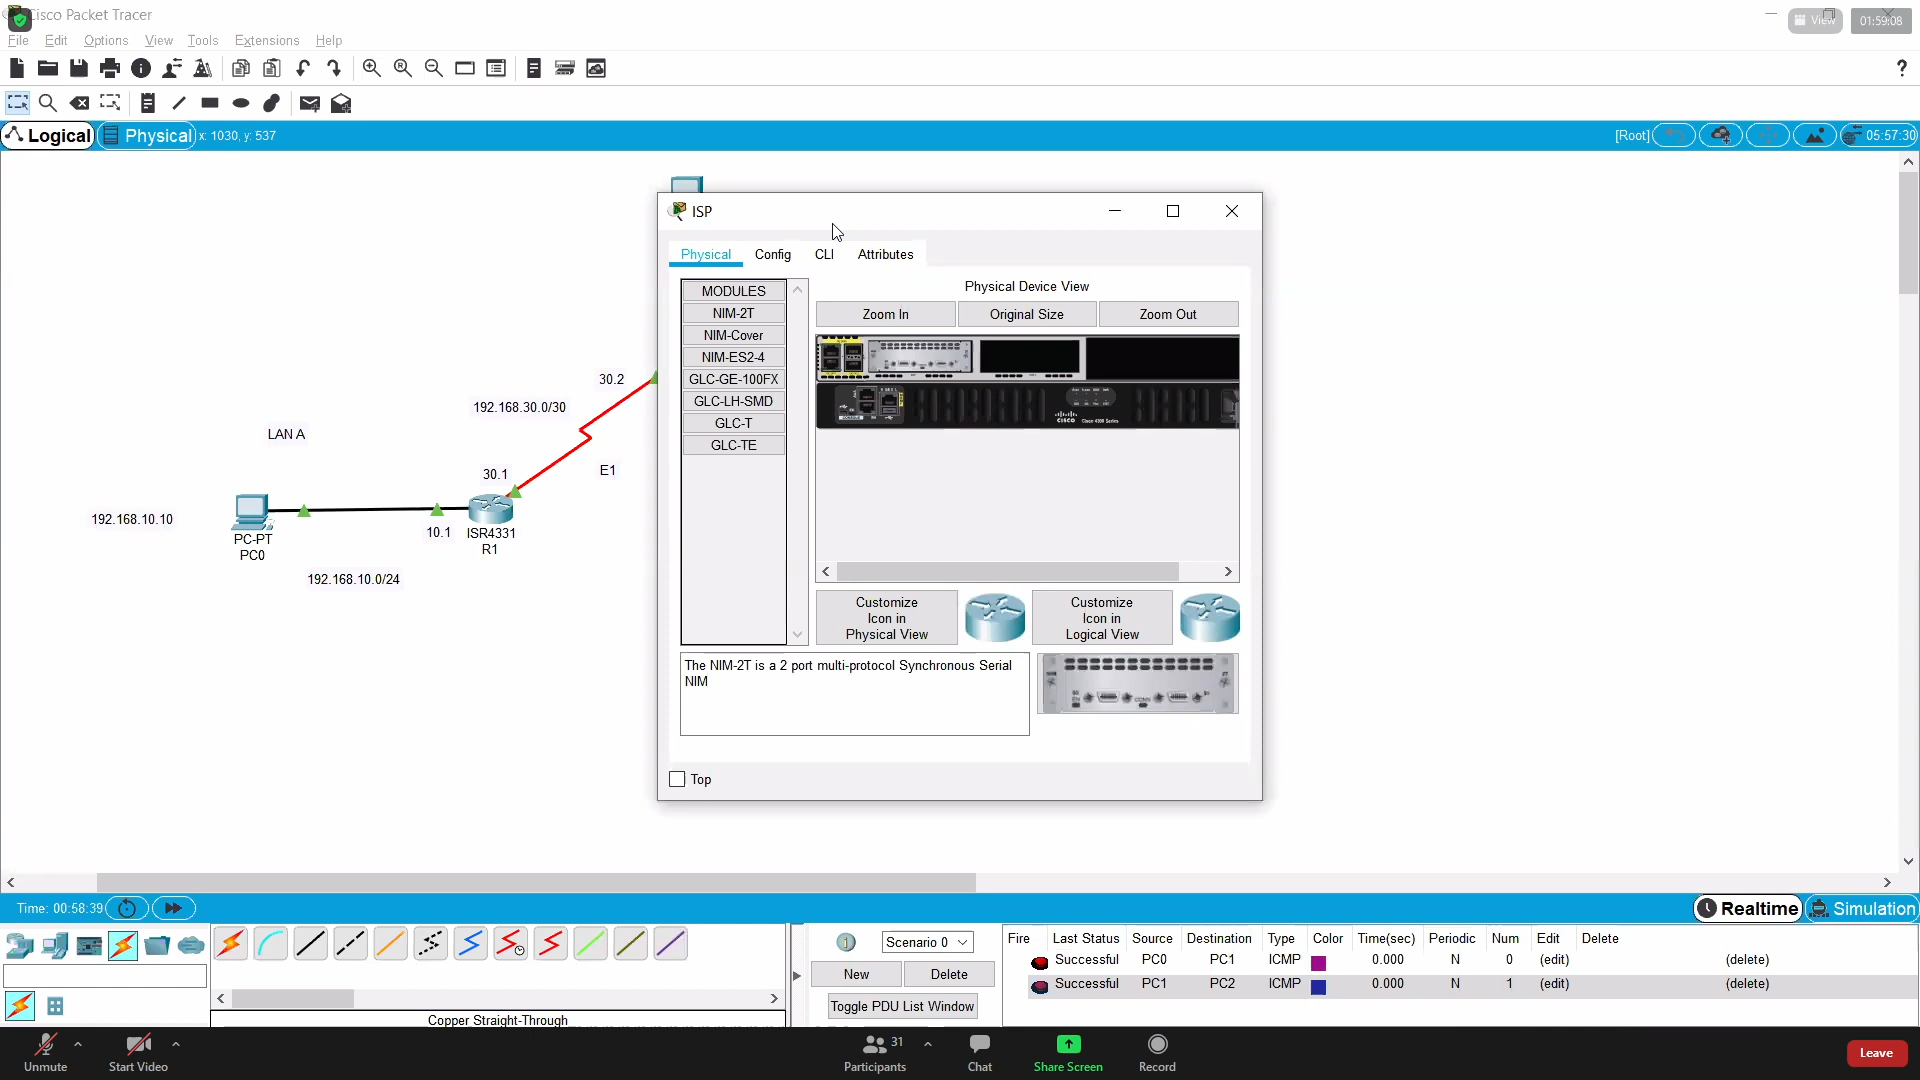 Cisco Packet Tracer
View
01:59:08
File Edit Options View Tools Extensions Help
?
Logical Physical x: 1030, y: 537
[Root] 05:57:30
ISP
Physical Config CLI Attributes
MODULES
NIM-2T
NIM-Cover
NIM-ES2-4
GLC-GE-100FX
GLC-LH-SMD
GLC-T
GLC-TE
Physical Device View
Zoom In Original Size Zoom Out
CISCO Cisco 4300 Series
Customize
Icon in
Physical View
Customize
Icon in
Logical View
The NIM-2T is a 2 port multi-protocol Synchronous Serial
NIM
Top
30.2
192.168.30.0/30
LAN A
30.1
E1
192.168.10.10
PC-PT
PC0
10.1
ISR4331
R1
192.168.10.0/24
Time: 00:58:39
Realtime Simulation
Scenario 0
New Delete
Toggle PDU List Window
Copper Straight-Through
Fire Last Status Source Destination Type Color Time(sec) Periodic Num Edit Delete
Successful PC0 PC1 ICMP 0.000 N 0 (edit) (delete)
Successful PC1 PC2 ICMP 0.000 N 1 (edit) (delete)
Unmute
Start Video
31
Participants
Chat
Share Screen
Record
Leave